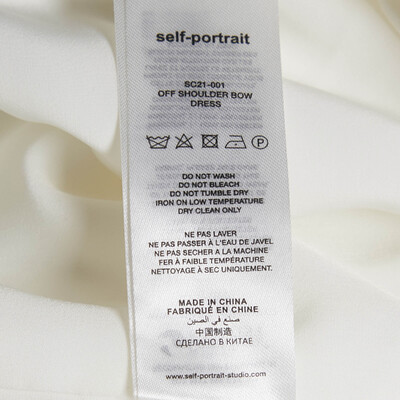 self-portrait
SC21-001
OFF SHOULDER BOW
DRESS
P
DO NOT WASH
DO NOT BLEACH
DO NOT TUMBLE DRY
IRON ON LOW TEMPERATURE
DRY CLEAN ONLY
NE PAS LAVER
NE PAS PASSER À L'EAU DE JAVEL
NE PAS SECHER A LA MACHINE
FER À FAIBLE TEMPÉRATURE
NETTOYAGE À SEC UNIQUEMENT.
MADE IN CHINA
FABRIQUÉ EN CHINE
صنع في الصين
中国制造
СДЕЛАНО В КИТАЕ
www.self-portrait-studio.com